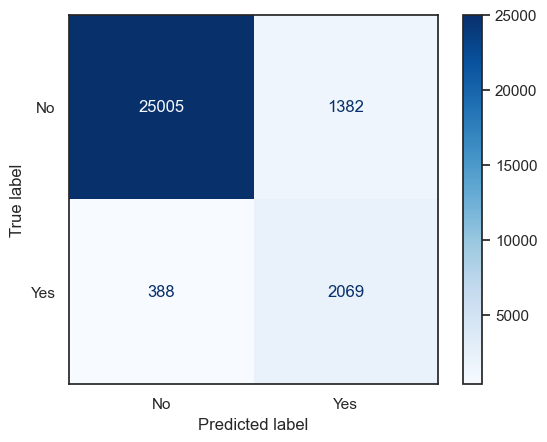 25000
No
25005
1382
20000
15000
True label
10000
Yes
388
2069
5000
No
Yes
Predicted label